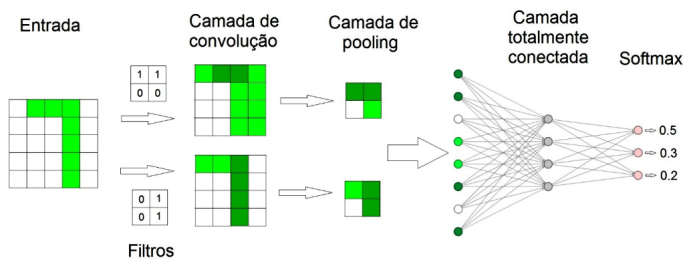 Entrada
Camada de
convolução
Camada de
pooling
Camada
totalmente
conectada
Softmax
1 1
0 0
0 1
0 1
Filtros
0.5
0.3
0.2